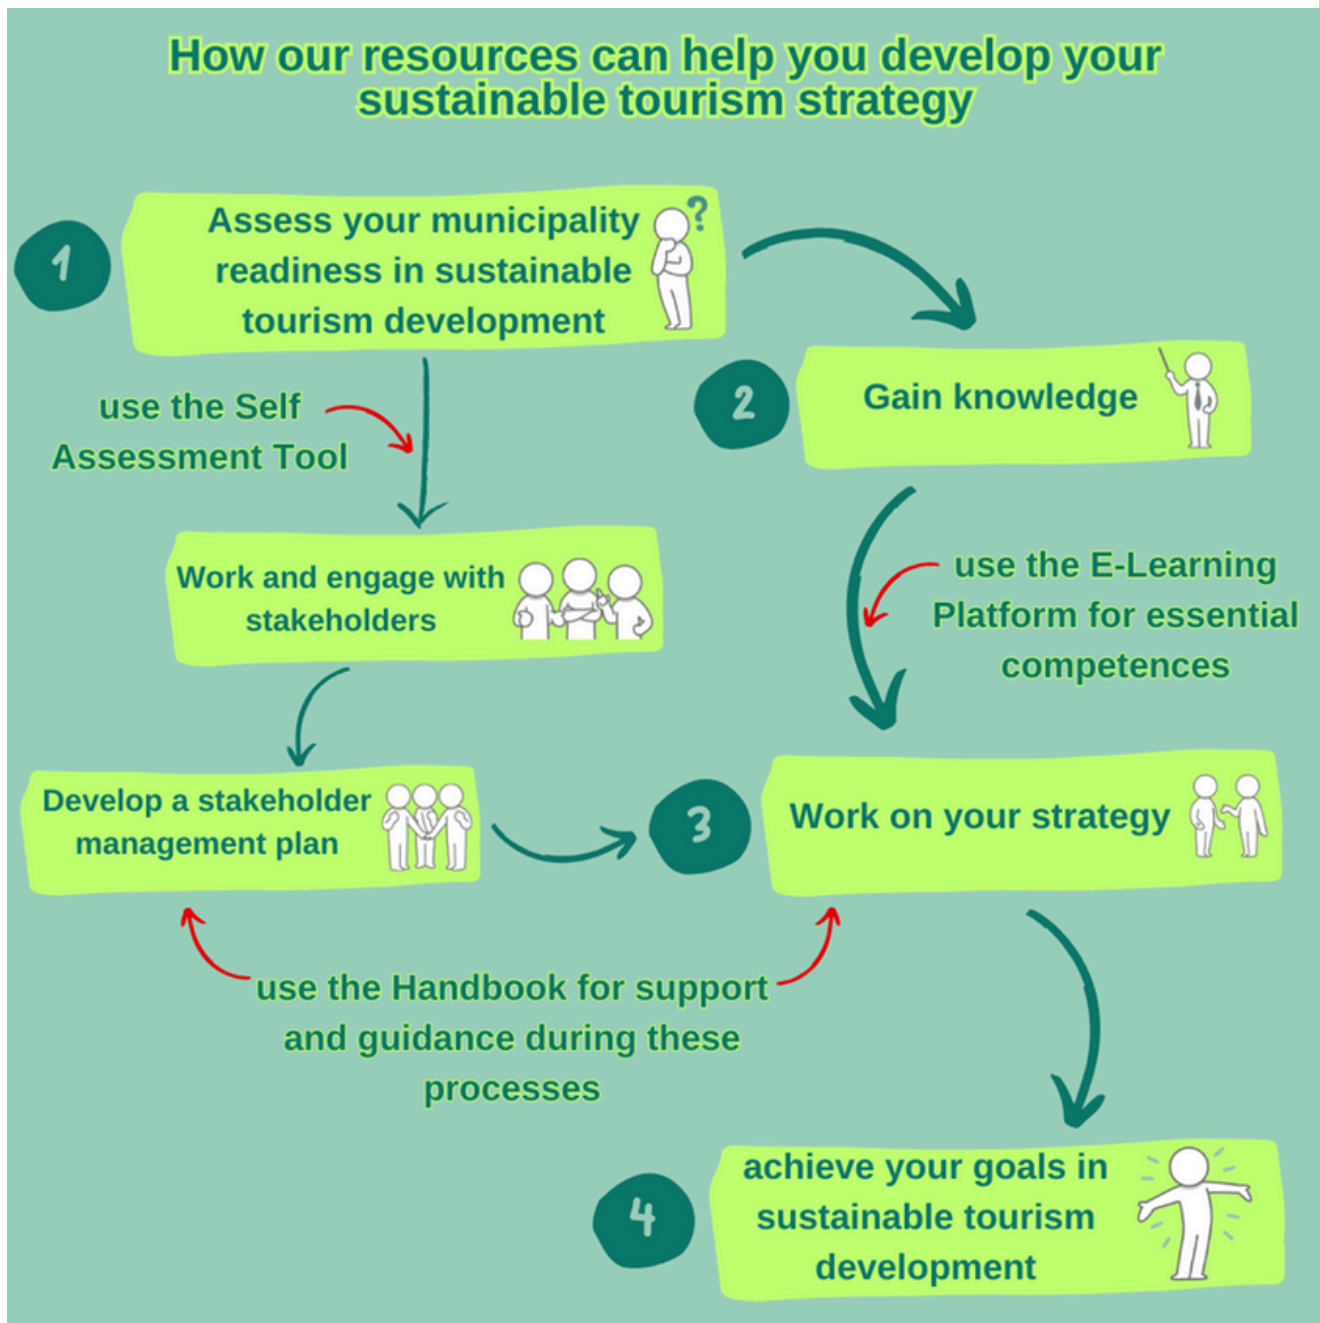 How our resources can help you develop your
sustainable tourism strategy
1
Assess your municipality
readiness in sustainable
tourism development
?
2
Gain knowledge
use the Self
Assessment Tool
Work and engage with
stakeholders
use the E-Learning
Platform for essential
competences
Develop a stakeholder
management plan
3
Work on your strategy
use the Handbook for support
and guidance during these
processes
4
achieve your goals in
sustainable tourism
development